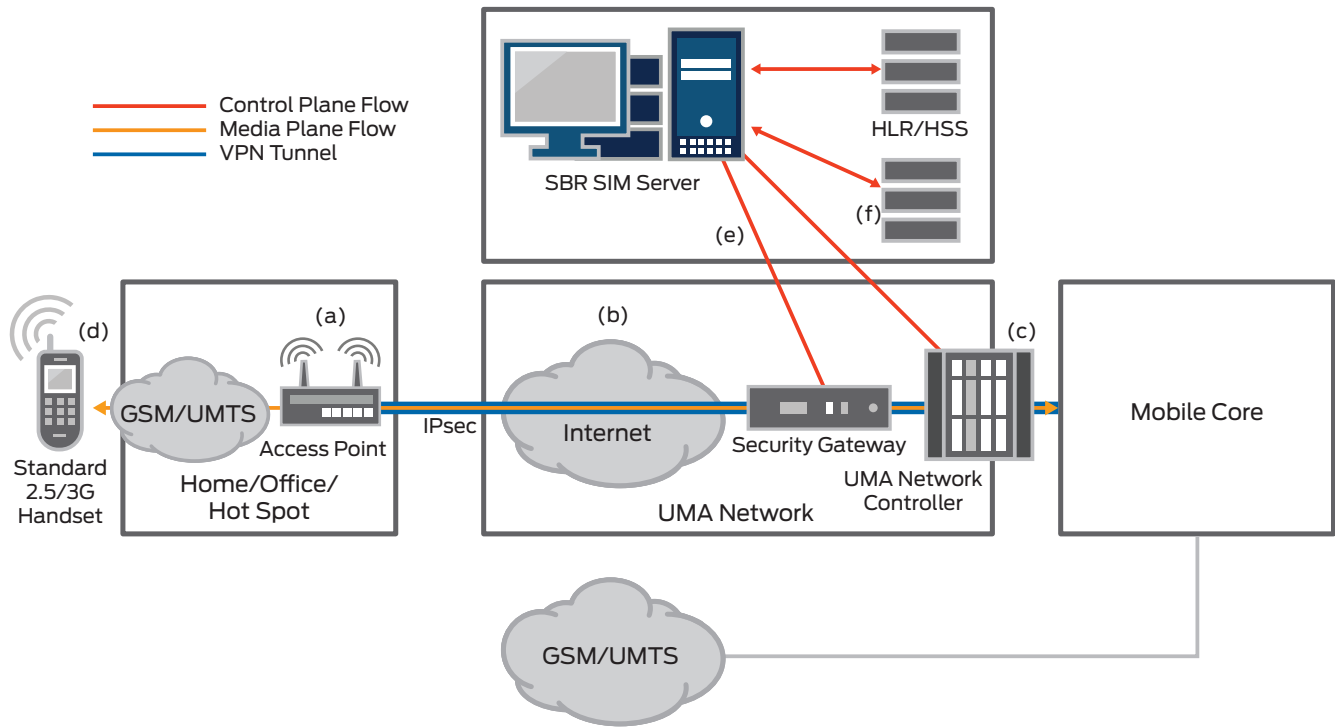 Control Plane Flow
Media Plane Flow
VPN Tunnel
SBR SIM Server
HLR/HSS
(e)
(f)
(d)
(a)
(b)
(c)
GSM/UMTS
Access Point
IPsec
Internet
Security Gateway
UMA Network
Controller
Mobile Core
Standard
2.5/3G
Handset
Home/Office/
Hot Spot
UMA Network
GSM/UMTS